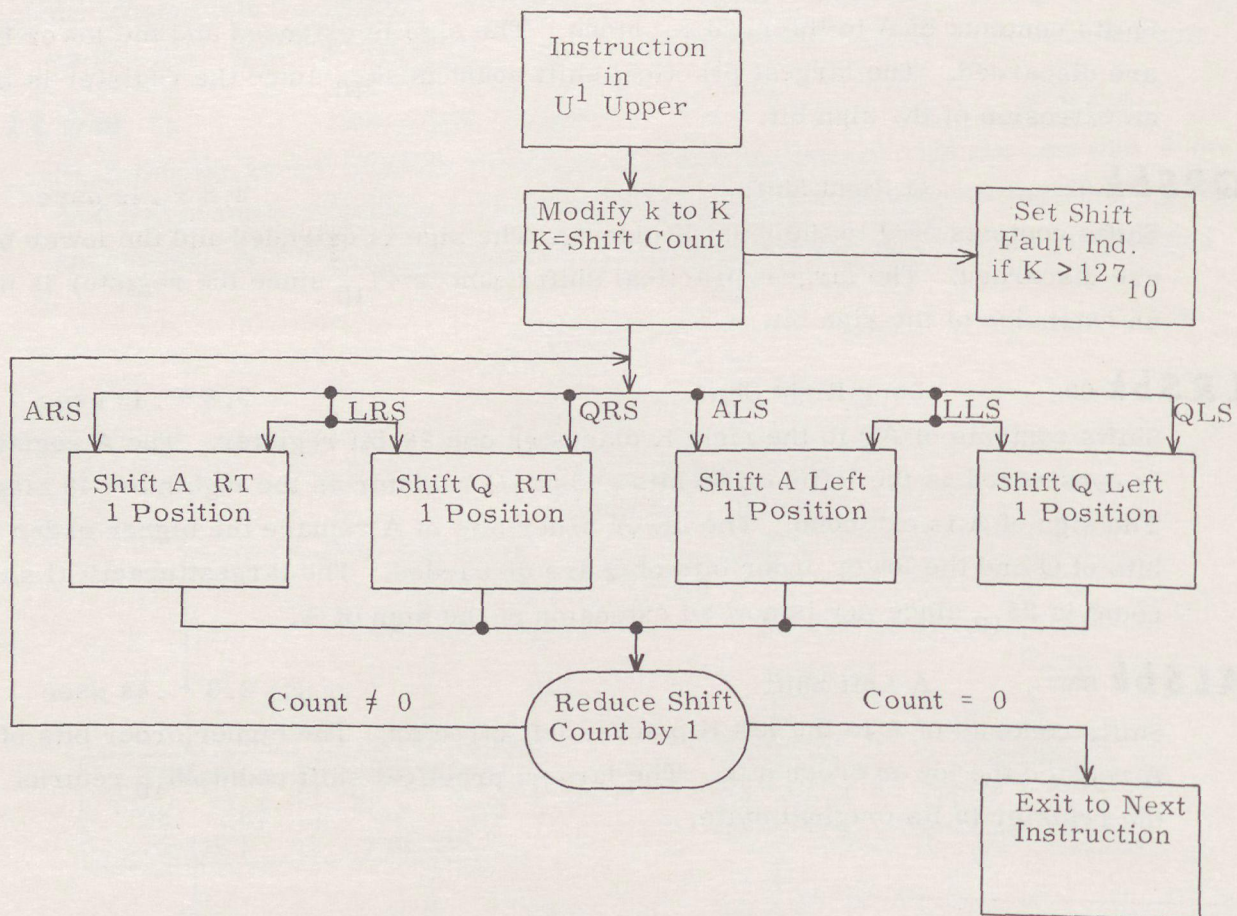 Instruction
in
U¹ Upper
Modify k to K
K=Shift Count
Set Shift
Fault Ind.
if K >127₁₀
ARS
LRS
QRS
ALS
LLS
QLS
Shift A RT
1 Position
Shift Q RT
1 Position
Shift A Left
1 Position
Shift Q Left
1 Position
Count ≠ 0
Reduce Shift
Count by 1
Count = 0
Exit to Next
Instruction